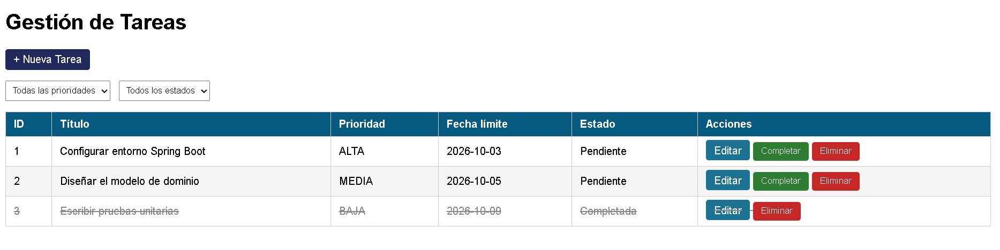 Gestión de Tareas
+ Nueva Tarea
Todas las prioridades Todos los estados
ID Título Prioridad Fecha límite Estado Acciones
1 Configurar entorno Spring Boot ALTA 2026-10-03 Pendiente Editar Completar Eliminar
2 Diseñar el modelo de dominio MEDIA 2026-10-05 Pendiente Editar Completar Eliminar
3 Escribir pruebas unitarias BAJA 2026-10-09 Completada Editar Eliminar